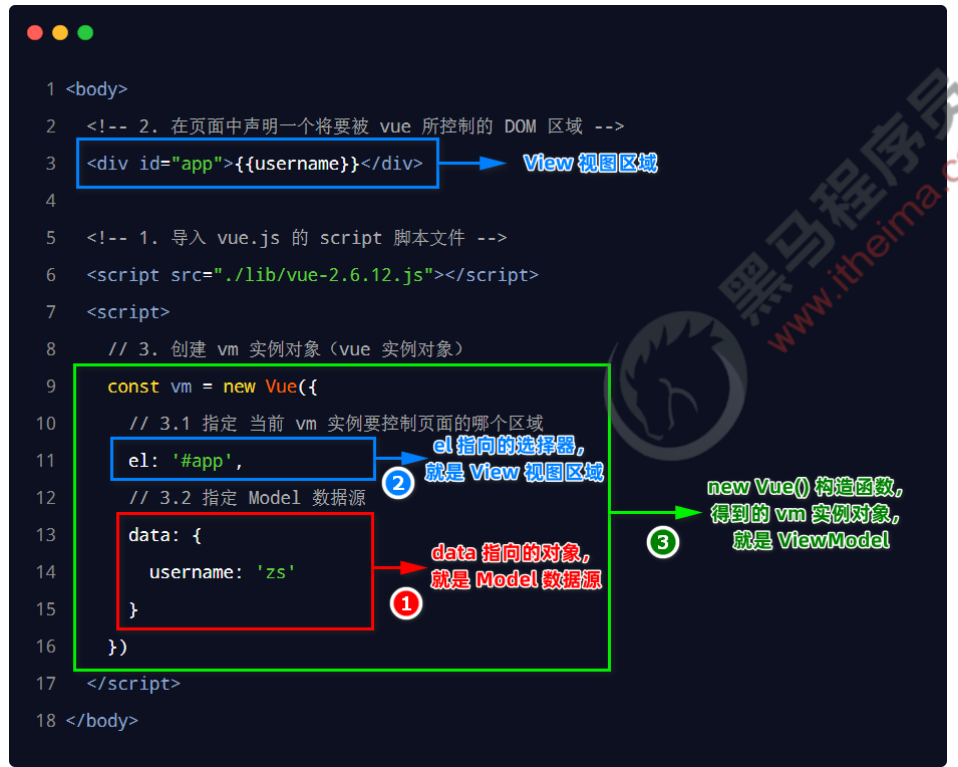 1 <body>
2 <!-- 2. 在页面中声明一个将要被 vue 所控制的 DOM 区域 -->
3 <div id="app">{{username}}</div>
View 视图区域
4
5 <!-- 1. 导入 vue.js 的 script 脚本文件 -->
6 <script src="./lib/vue-2.6.12.js"></script>
7 <script>
8 // 3. 创建 vm 实例对象（vue 实例对象）
9 const vm = new Vue({
10 // 3.1 指定 当前 vm 实例要控制页面的哪个区域
11 el: '#app',
2
el 指向的选择器，
就是 View 视图区域
12 // 3.2 指定 Model 数据源
13 data: {
14 username: 'zs'
15 }
1
data 指向的对象，
就是 Model 数据源
16 })
3
new Vue() 构造函数，
得到的 vm 实例对象，
就是 ViewModel
17 </script>
18 </body>
黑马程序员
www.itheima.co